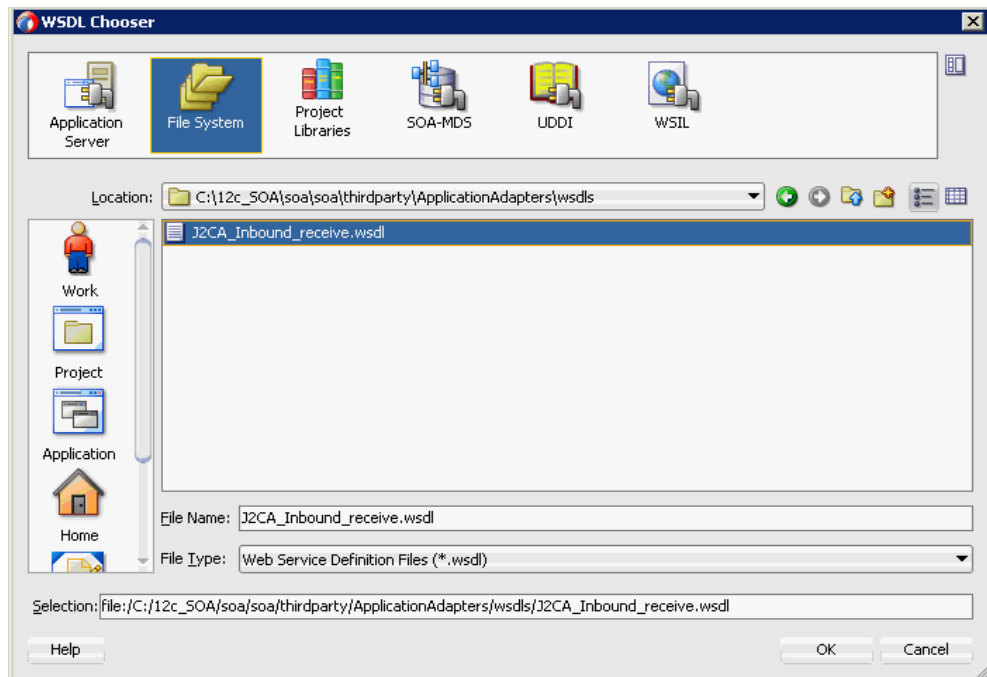 WSDL Chooser
Application Server
File System
Project Libraries
SOA-MDS
UDDI
WSIL
Location: C:\12c_SOA\soa\soa\thirdparty\ApplicationAdapters\wsdls
J2CA_Inbound_receive.wsdl
Work
Project
Application
Home
File Name: J2CA_Inbound_receive.wsdl
File Type: Web Service Definition Files (*.wsdl)
Selection: file:/C:/12c_SOA/soa/soa/thirdparty/ApplicationAdapters/wsdls/J2CA_Inbound_receive.wsdl
Help
OK
Cancel